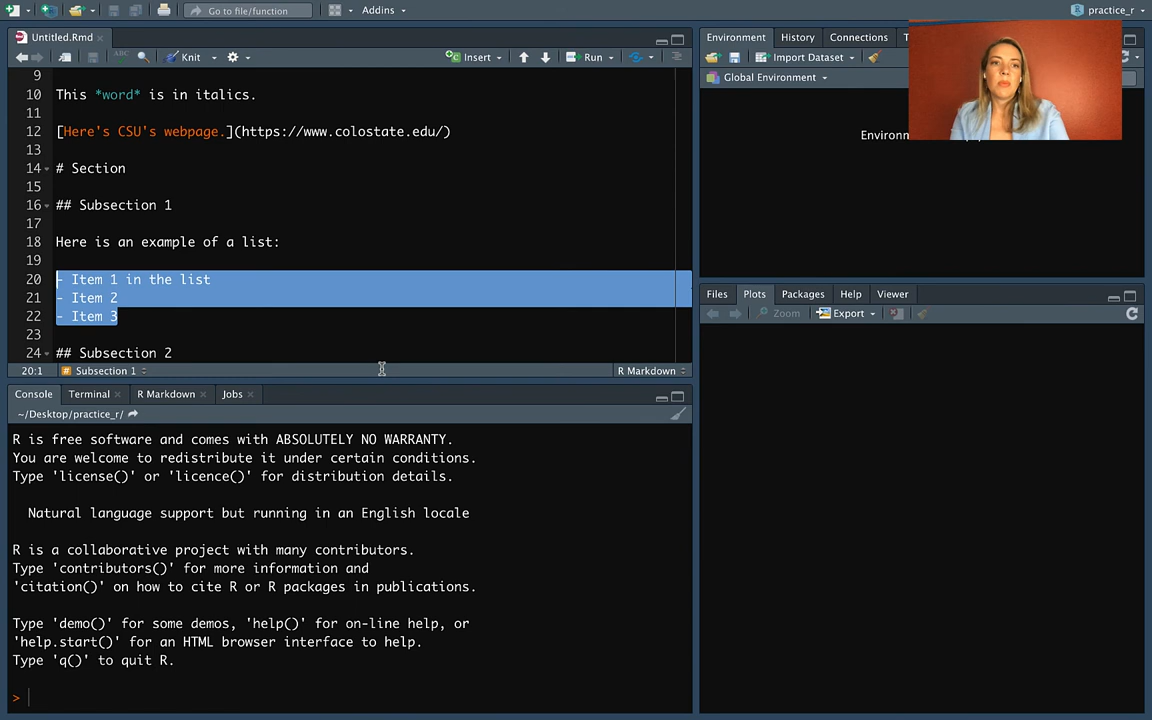 Go to file/function
Addins
practice_r
Untitled.Rmd
Environment
History
Connections
T
ABC
Knit
Insert
Run
Import Dataset
Global Environment
9
10 This *word* is in italics.
11
12 [Here's CSU's webpage.](https://www.colostate.edu/)
13
14 # Section
15
16 ## Subsection 1
17
18 Here is an example of a list:
19
20 - Item 1 in the list
21 - Item 2
22 - Item 3
23
24 ## Subsection 2
20:1 # Subsection 1
R Markdown
Environ
Files Plots Packages Help Viewer
Zoom Export
Console Terminal R Markdown Jobs
~/Desktop/practice_r/
R is free software and comes with ABSOLUTELY NO WARRANTY.
You are welcome to redistribute it under certain conditions.
Type 'license()' or 'licence()' for distribution details.
Natural language support but running in an English locale
R is a collaborative project with many contributors.
Type 'contributors()' for more information and
'citation()' on how to cite R or R packages in publications.
Type 'demo()' for some demos, 'help()' for on-line help, or
'help.start()' for an HTML browser interface to help.
Type 'q()' to quit R.
>